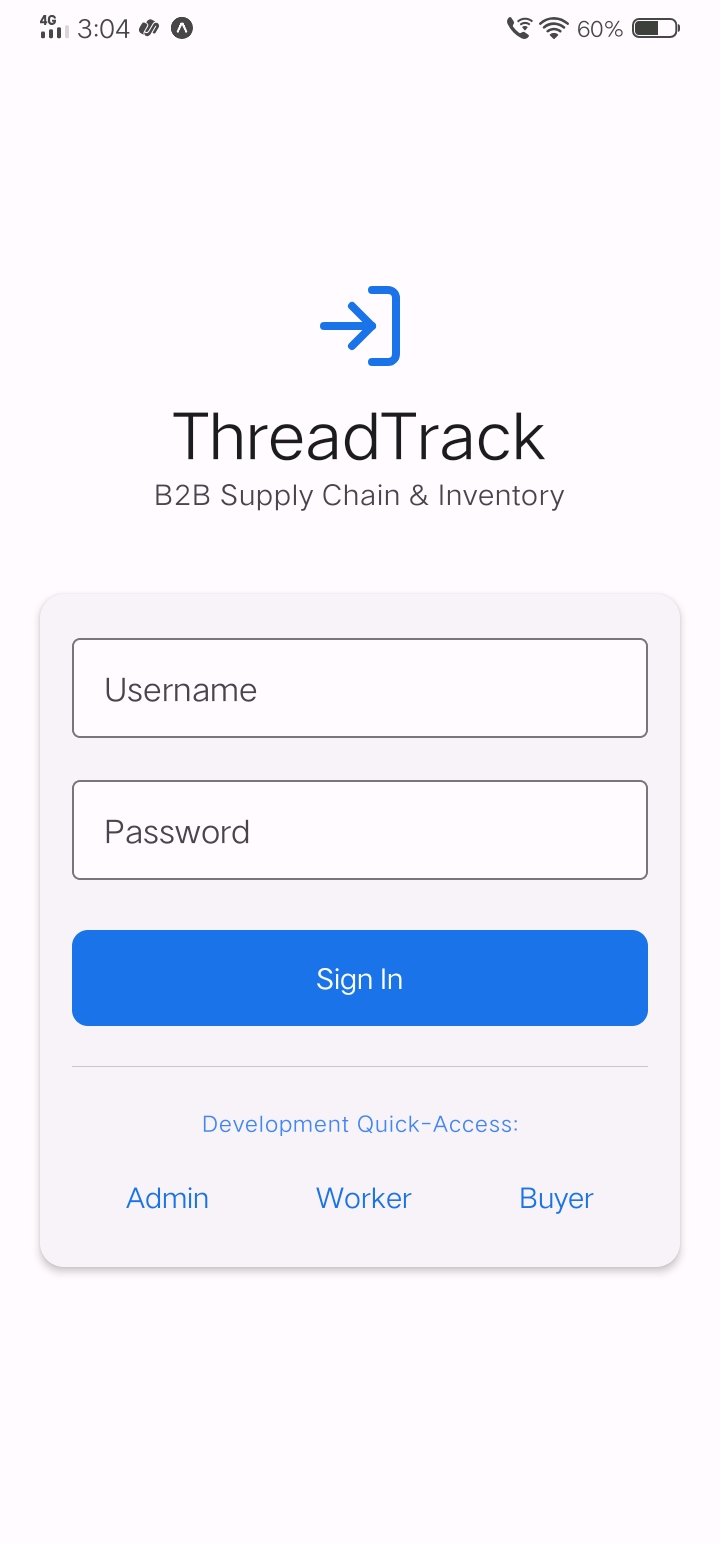 4G 3:04 60%
ThreadTrack
B2B Supply Chain & Inventory
Username
Password
Sign In
Development Quick-Access:
Admin Worker Buyer